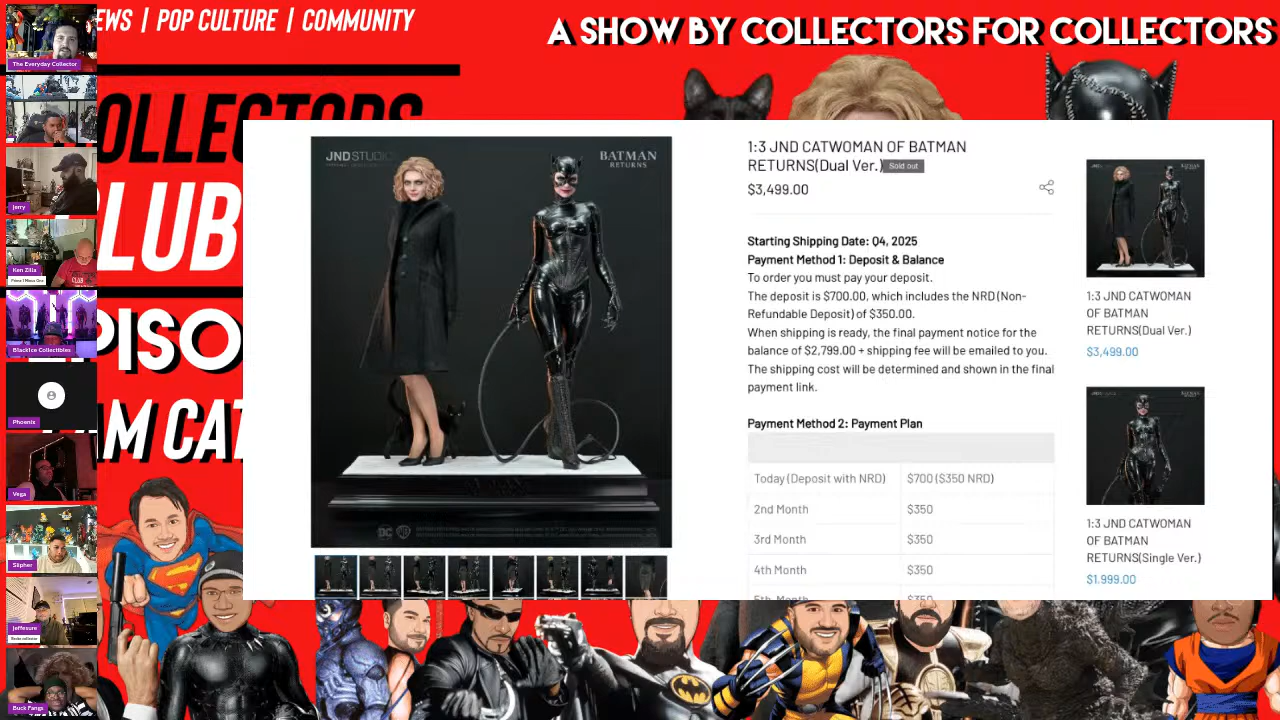 EWS | POP CULTURE | COMMUNITY
A SHOW BY COLLECTORS FOR COLLECTORS
OLLECTORS
LUB
PISO
AM CAT
The Everyday Collector
Jerry
Ken Zilla
BlackIce Collectibles
Phoenix
Vega
Slipher
Jeffesure
Buck Fangs
JND STUDIOS
BATMAN
RETURNS
1:3 JND CATWOMAN OF BATMAN
RETURNS(Dual Ver.) Sold out
$3,499.00
Starting Shipping Date: Q4, 2025
Payment Method 1: Deposit & Balance
To order you must pay your deposit.
The deposit is $700.00, which includes the NRD (Non-
Refundable Deposit) of $350.00.
When shipping is ready, the final payment notice for the
balance of $2,799.00 + shipping fee will be emailed to you.
The shipping cost will be determined and shown in the final
payment link.
Payment Method 2: Payment Plan
Today (Deposit with NRD) $700 ($350 NRD)
2nd Month $350
3rd Month $350
4th Month $350
5th Month $350
1:3 JND CATWOMAN
OF BATMAN
RETURNS(Dual Ver.)
$3,499.00
1:3 JND CATWOMAN
OF BATMAN
RETURNS(Single Ver.)
$1,999.00